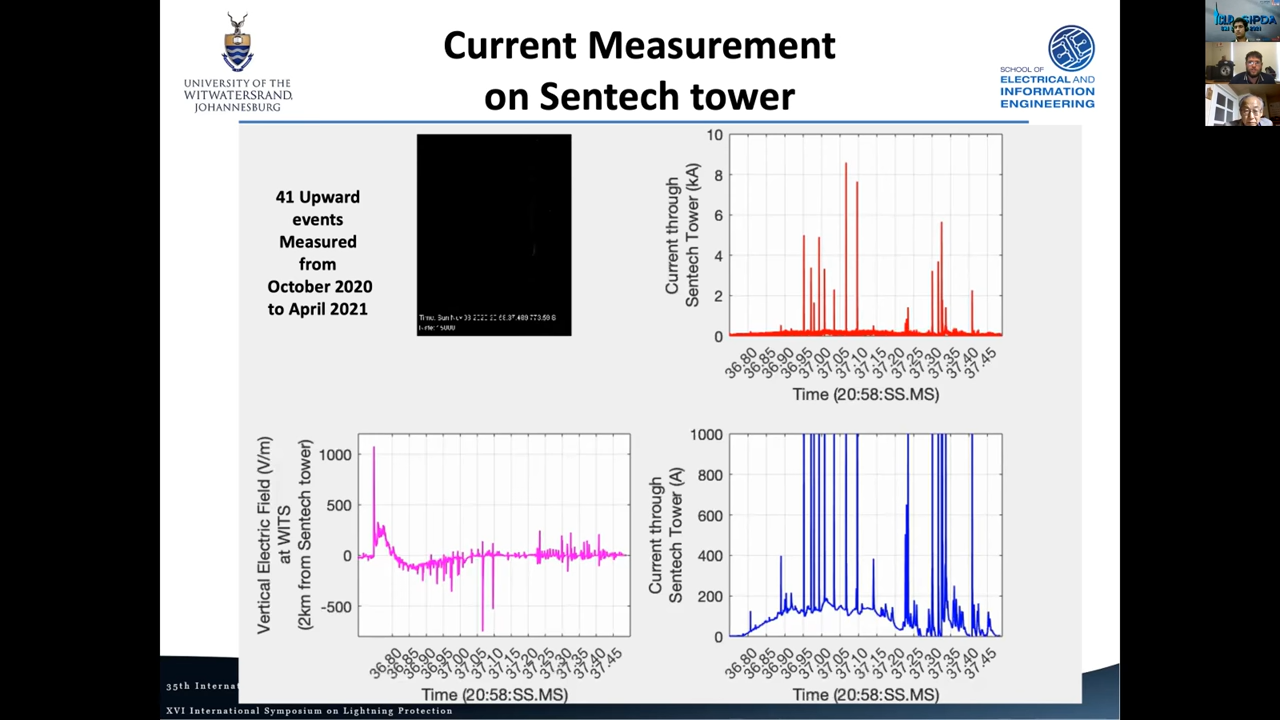 UNIVERSITY OF THE
WITWATERSRAND,
JOHANNESBURG
Current Measurement
on Sentech tower
SCHOOL OF
ELECTRICAL AND
INFORMATION
ENGINEERING
41 Upward
events
Measured
from
October 2020
to April 2021
Current through
Sentech Tower (kA)
10
8
6
4
2
0
36.80
36.85
36.90
36.95
37.00
37.05
37.10
37.15
37.20
37.25
37.30
37.35
37.40
37.45
Time (20:58:SS.MS)
Vertical Electric Field (V/m)
at WITS
(2km from Sentech tower)
1000
500
0
-500
36.80
36.85
36.90
36.95
37.00
37.05
37.10
37.15
37.20
37.25
37.30
37.35
37.40
37.45
Time (20:58:SS.MS)
Current through
Sentech Tower (A)
1000
800
600
400
200
0
36.80
36.85
36.90
36.95
37.00
37.05
37.10
37.15
37.20
37.25
37.30
37.35
37.40
37.45
Time (20:58:SS.MS)
35th Interna
XVI International Symposium on Lightning Protection